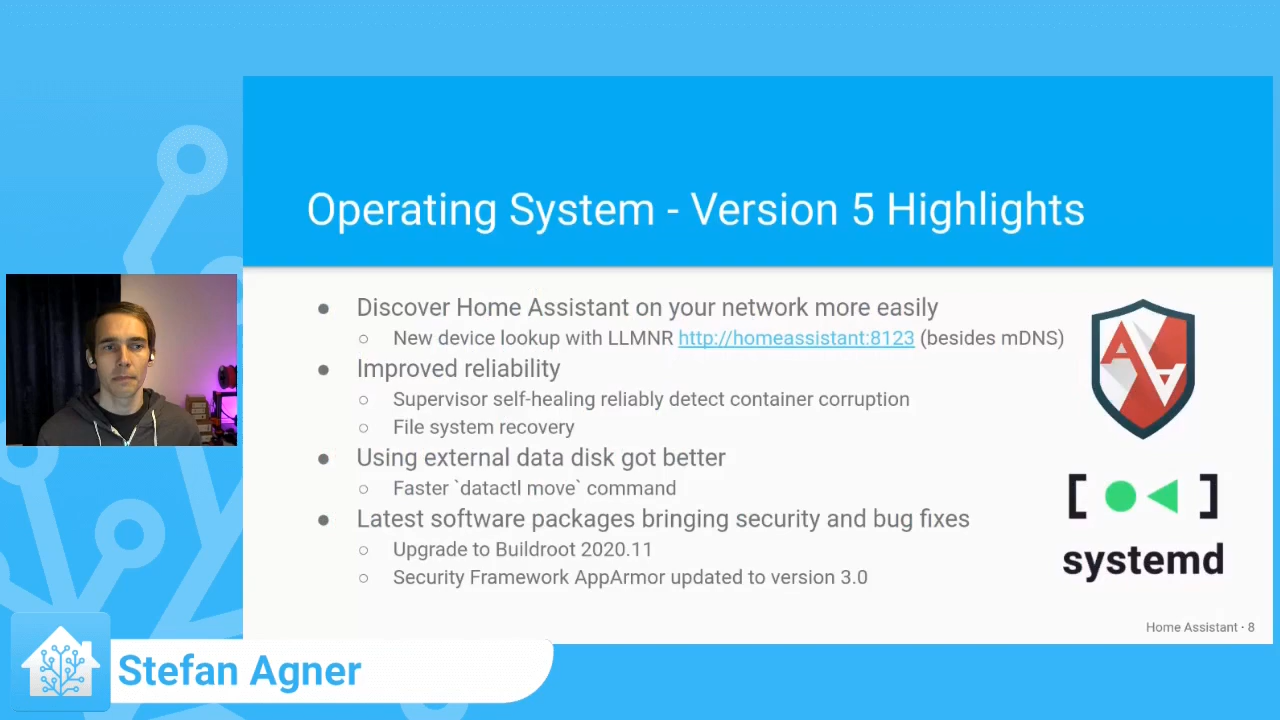 Operating System - Version 5 Highlights
● Discover Home Assistant on your network more easily
○ New device lookup with LLMNR http://homeassistant:8123 (besides mDNS)
● Improved reliability
○ Supervisor self-healing reliably detect container corruption
○ File system recovery
● Using external data disk got better
○ Faster `datactl move` command
● Latest software packages bringing security and bug fixes
○ Upgrade to Buildroot 2020.11
○ Security Framework AppArmor updated to version 3.0
AA
systemd
Home Assistant · 8
Stefan Agner